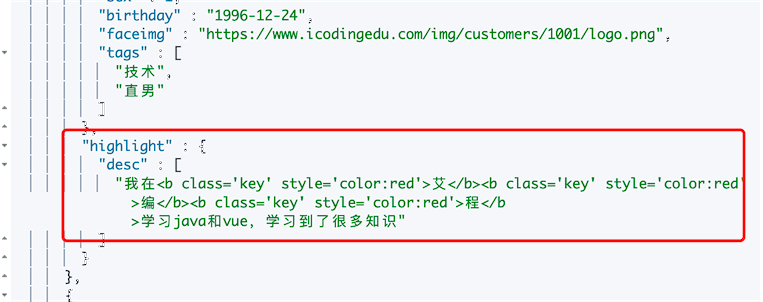 "birthday" : "1996-12-24",
"faceimg" : "https://www.icodingedu.com/img/customers/1001/logo.png",
"tags" : [
"技术",
"直男"
]
},
"highlight" : {
"desc" : [
"我在<b class='key' style='color:red'>艾</b><b class='key' style='color:red'
>编</b><b class='key' style='color:red'>程</b
>学习java和vue，学习到了很多知识"
]
}
},
{